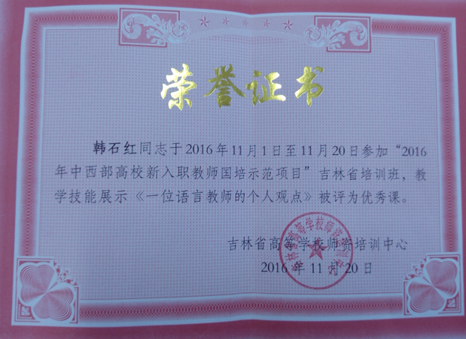 荣誉证书
韩石红同志于2016年11月1日至11月20日参加“2016
年中西部高校新入职教师国培示范项目”吉林省培训班，教
学技能展示《一位语言教师的个人观点》被评为优秀课。
吉林省高等学校师资培训中心
2016年11月20日